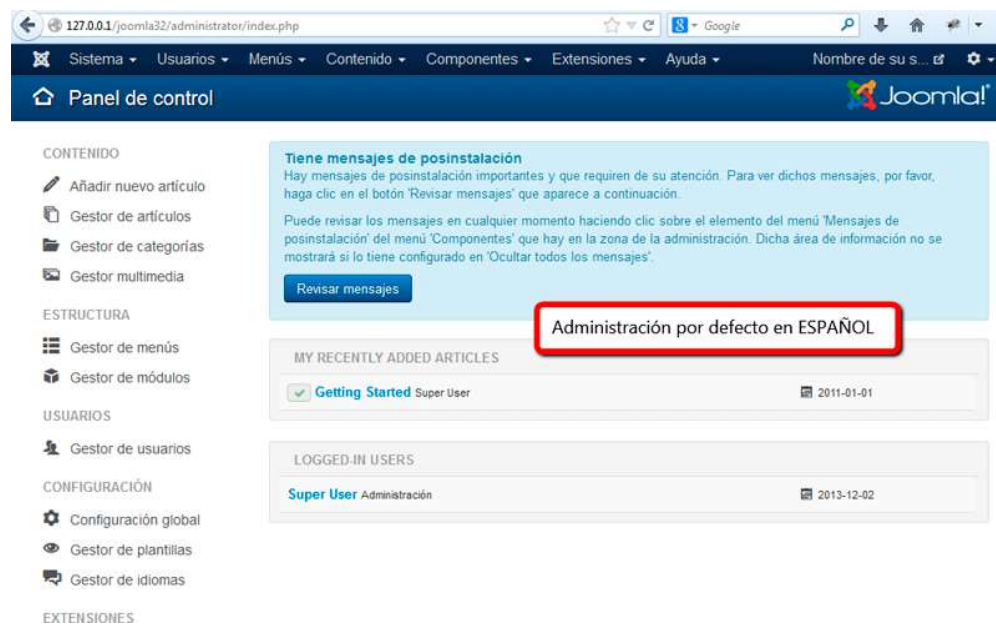 127.0.0.1/joomla32/administrator/index.php
Google
Sistema Usuarios Menús Contenido Componentes Extensiones Ayuda Nombre de su s...
Panel de control
Joomla!
CONTENIDO
Añadir nuevo artículo
Gestor de artículos
Gestor de categorías
Gestor multimedia
ESTRUCTURA
Gestor de menús
Gestor de módulos
USUARIOS
Gestor de usuarios
CONFIGURACIÓN
Configuración global
Gestor de plantillas
Gestor de idiomas
EXTENSIONES
Tiene mensajes de posinstalación
Hay mensajes de posinstalación importantes y que requiren de su atención. Para ver dichos mensajes, por favor,
haga clic en el botón 'Revisar mensajes' que aparece a continuación.
Puede revisar los mensajes en cualquier momento haciendo clic sobre el elemento del menú 'Mensajes de
posinstalación' del menú 'Componentes' que hay en la zona de la administración. Dicha área de información no se
mostrará si lo tiene configurado en 'Ocultar todos los mensajes'.
Revisar mensajes
Administración por defecto en ESPAÑOL
MY RECENTLY ADDED ARTICLES
Getting Started Super User 2011-01-01
LOGGED-IN USERS
Super User Administración 2013-12-02